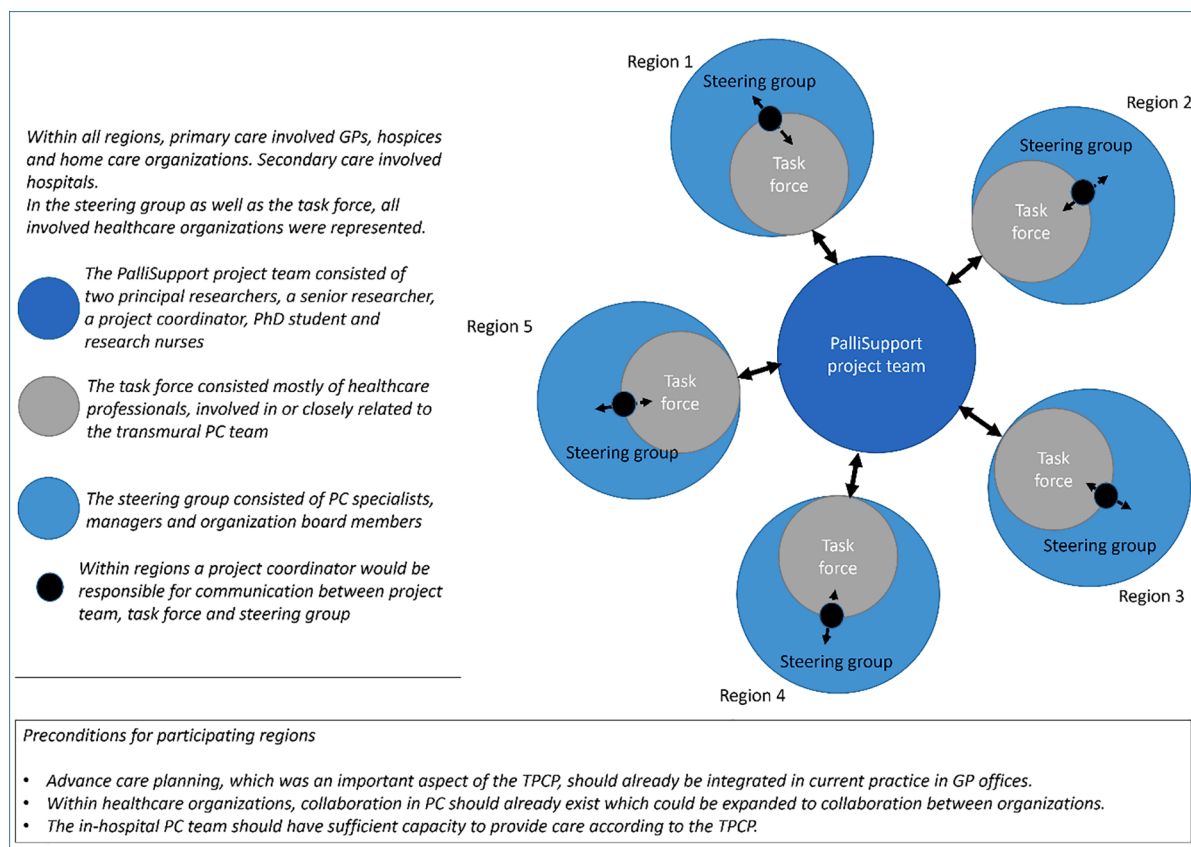 Within all regions, primary care involved GPs, hospices
and home care organizations. Secondary care involved
hospitals.
In the steering group as well as the task force, all
involved healthcare organizations were represented.
The PalliSupport project team consisted of
two principal researchers, a senior researcher,
a project coordinator, PhD student and
research nurses
The task force consisted mostly of healthcare
professionals, involved in or closely related to
the transmural PC team
The steering group consisted of PC specialists,
managers and organization board members
Within regions a project coordinator would be
responsible for communication between project
team, task force and steering group
Region 1
Steering group
Task
force
Region 2
Steering group
Task
force
Region 5
Task
force
Steering group
PalliSupport
project team
Task
force
Steering group
Region 3
Task
force
Steering group
Region 4
Preconditions for participating regions
• Advance care planning, which was an important aspect of the TPCP, should already be integrated in current practice in GP offices.
• Within healthcare organizations, collaboration in PC should already exist which could be expanded to collaboration between organizations.
• The in-hospital PC team should have sufficient capacity to provide care according to the TPCP.